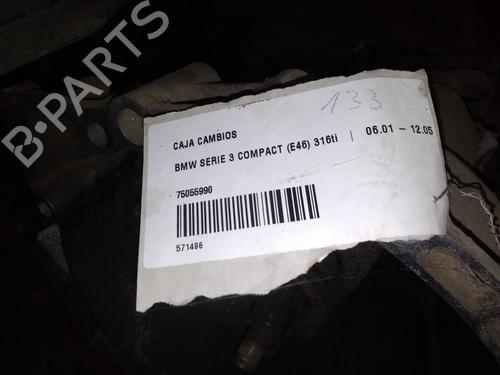 B-PARTS
133
CAJA CAMBIOS
BMW SERIE 3 COMPACT (E46) 316ti | 06.01 – 12.05
75055990
571496